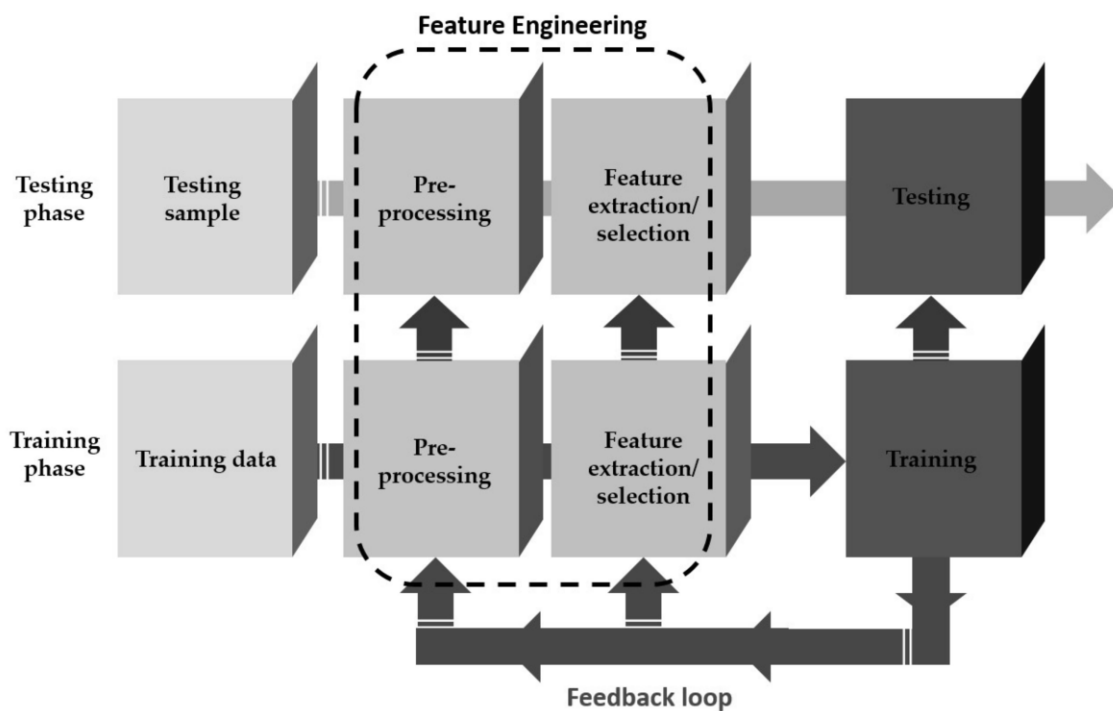 Feature Engineering
Testing
phase
Testing
sample
Pre-
processing
Feature
extraction/
selection
Testing
Training
phase
Training data
Pre-
processing
Feature
extraction/
selection
Training
Feedback loop